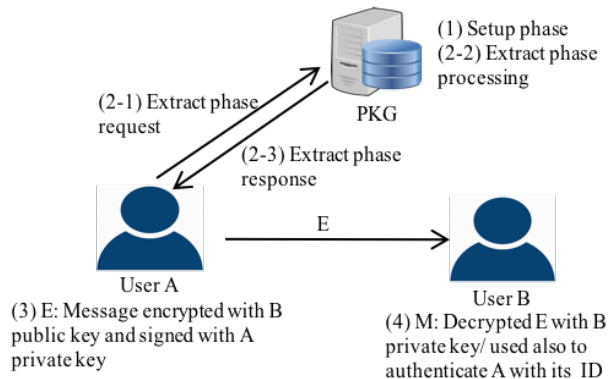 (1) Setup phase
(2-2) Extract phase
processing
PKG
(2-1) Extract phase
request
(2-3) Extract phase
response
E
User A
(3) E: Message encrypted with B
public key and signed with A
private key
User B
(4) M: Decrypted E with B
private key/ used also to
authenticate A with its ID